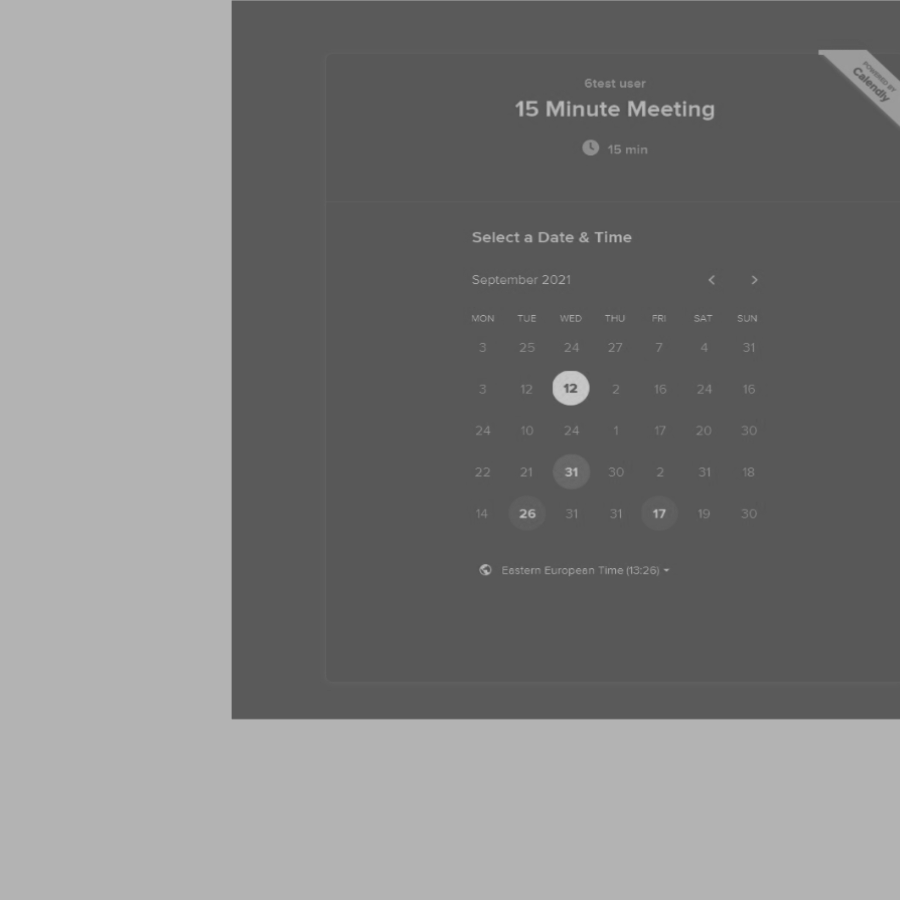 POWERED BY
Calendly
6test user
15 Minute Meeting
15 min
Select a Date & Time
September 2021
MON TUE WED THU FRI SAT SUN
3 25 24 27 7 4 31
3 12 12 2 16 24 16
24 10 24 1 17 20 30
22 21 31 30 2 31 18
14 26 31 31 17 19 30
Eastern European Time (13:26)